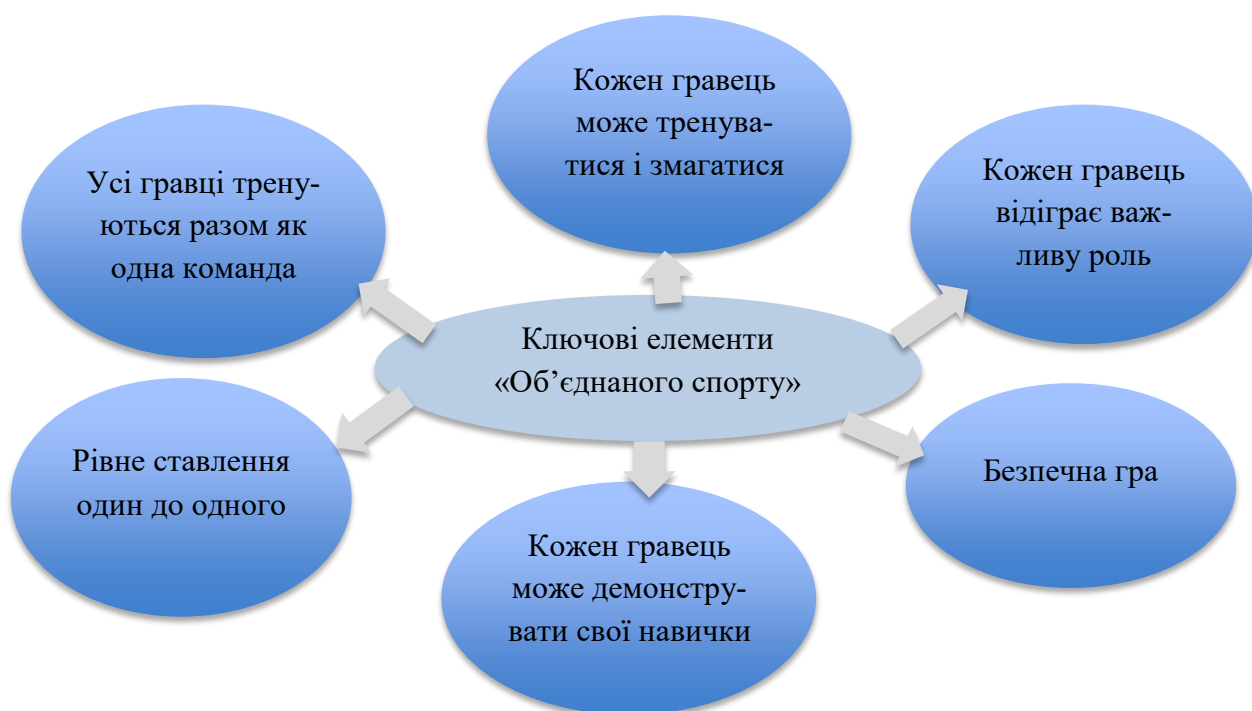 Кожен гравець
може тренува-
тися і змагатися
Усі гравці трену-
ються разом як
одна команда
Кожен гравець
відіграє важ-
ливу роль
Ключові елементи
«Об’єднаного спорту»
Рівне ставлення
один до одного
Безпечна гра
Кожен гравець
може демонстру-
вати свої навички